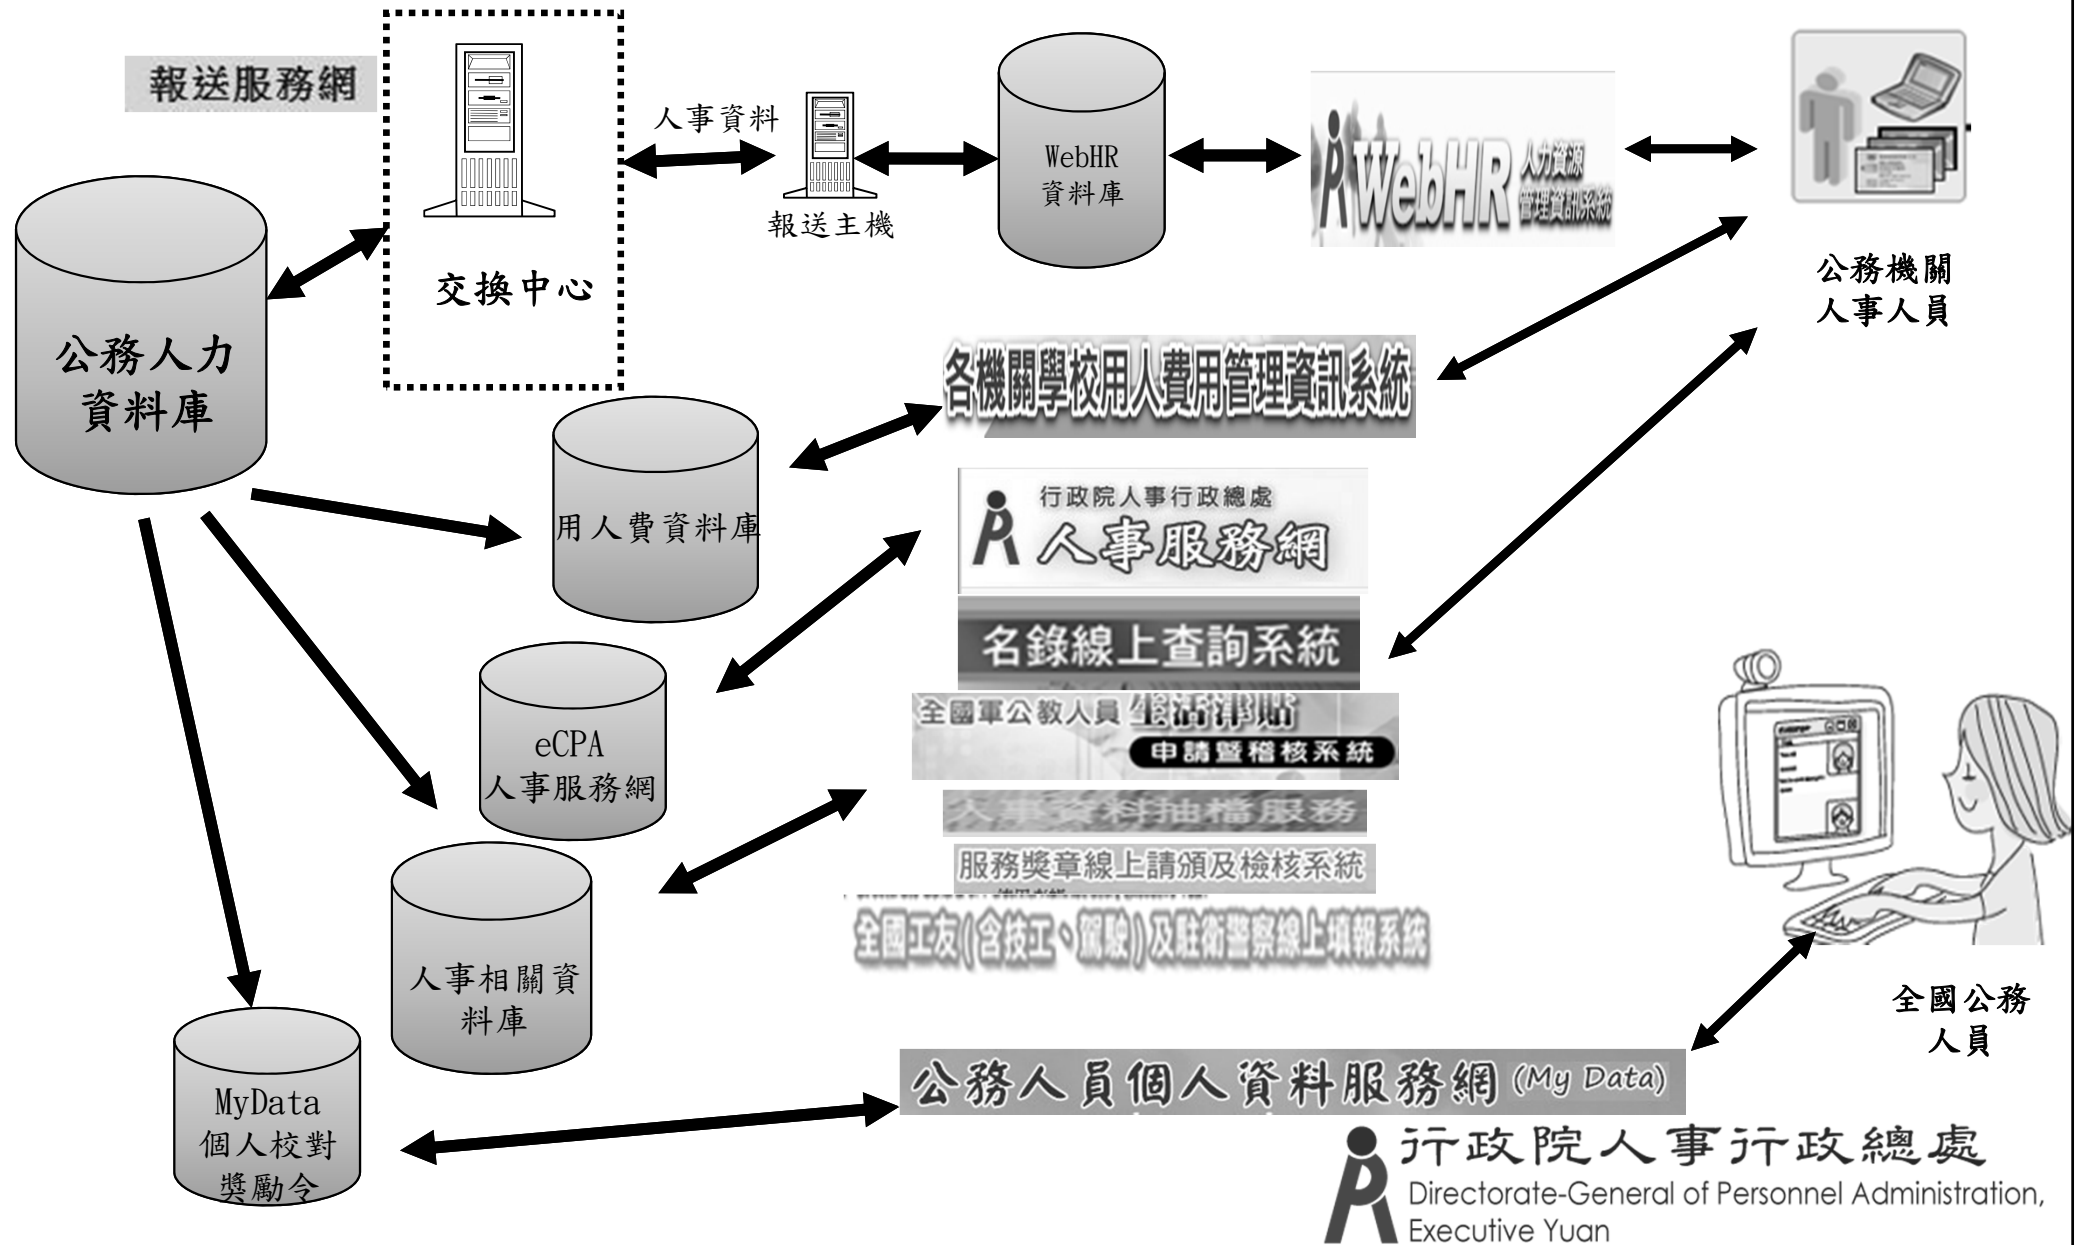 報送服務網
人事資料
報送主機
交換中心
WebHR
資料庫
WebHR 人力資源
管理資訊系統
公務機關
人事人員
公務人力
資料庫
各機關學校用人費用管理資訊系統
用人費資料庫
行政院人事行政總處
人事服務網
名錄線上查詢系統
全國軍公教人員 生活津貼
申請暨稽核系統
eCPA
人事服務網
人事資料抽檔服務
服務獎章線上請頒及檢核系統
全國工友(含技工、駕駛)及駐衛警察線上填報系統
人事相關資
料庫
全國公務
人員
MyData
個人校對
獎勵令
公務人員個人資料服務網 (My Data)
行政院人事行政總處
Directorate-General of Personnel Administration,
Executive Yuan